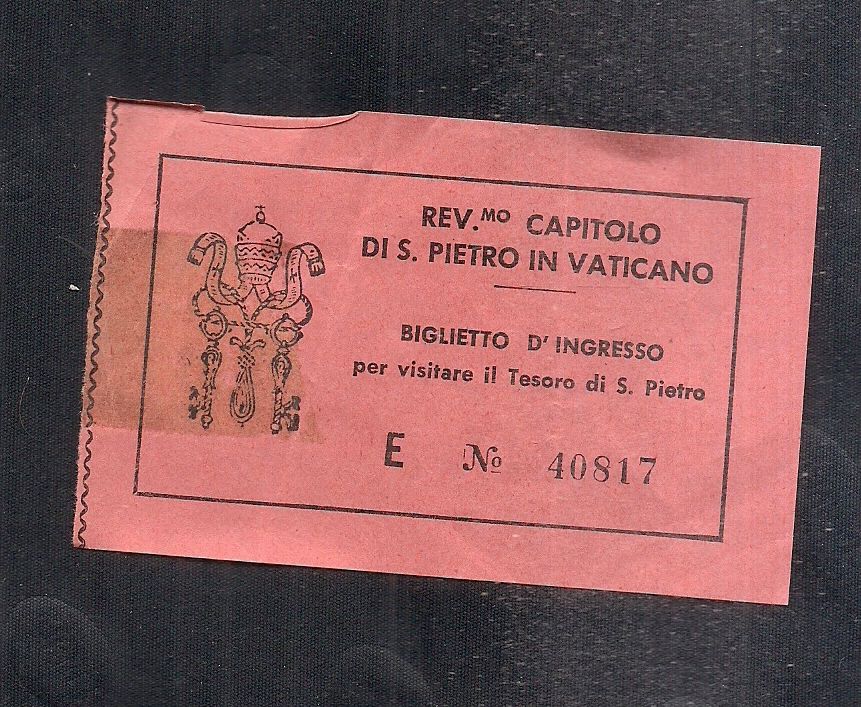 REV.MO CAPITOLO
DI S. PIETRO IN VATICANO
BIGLIETTO D'INGRESSO
per visitare il Tesoro di S. Pietro
E No 40817